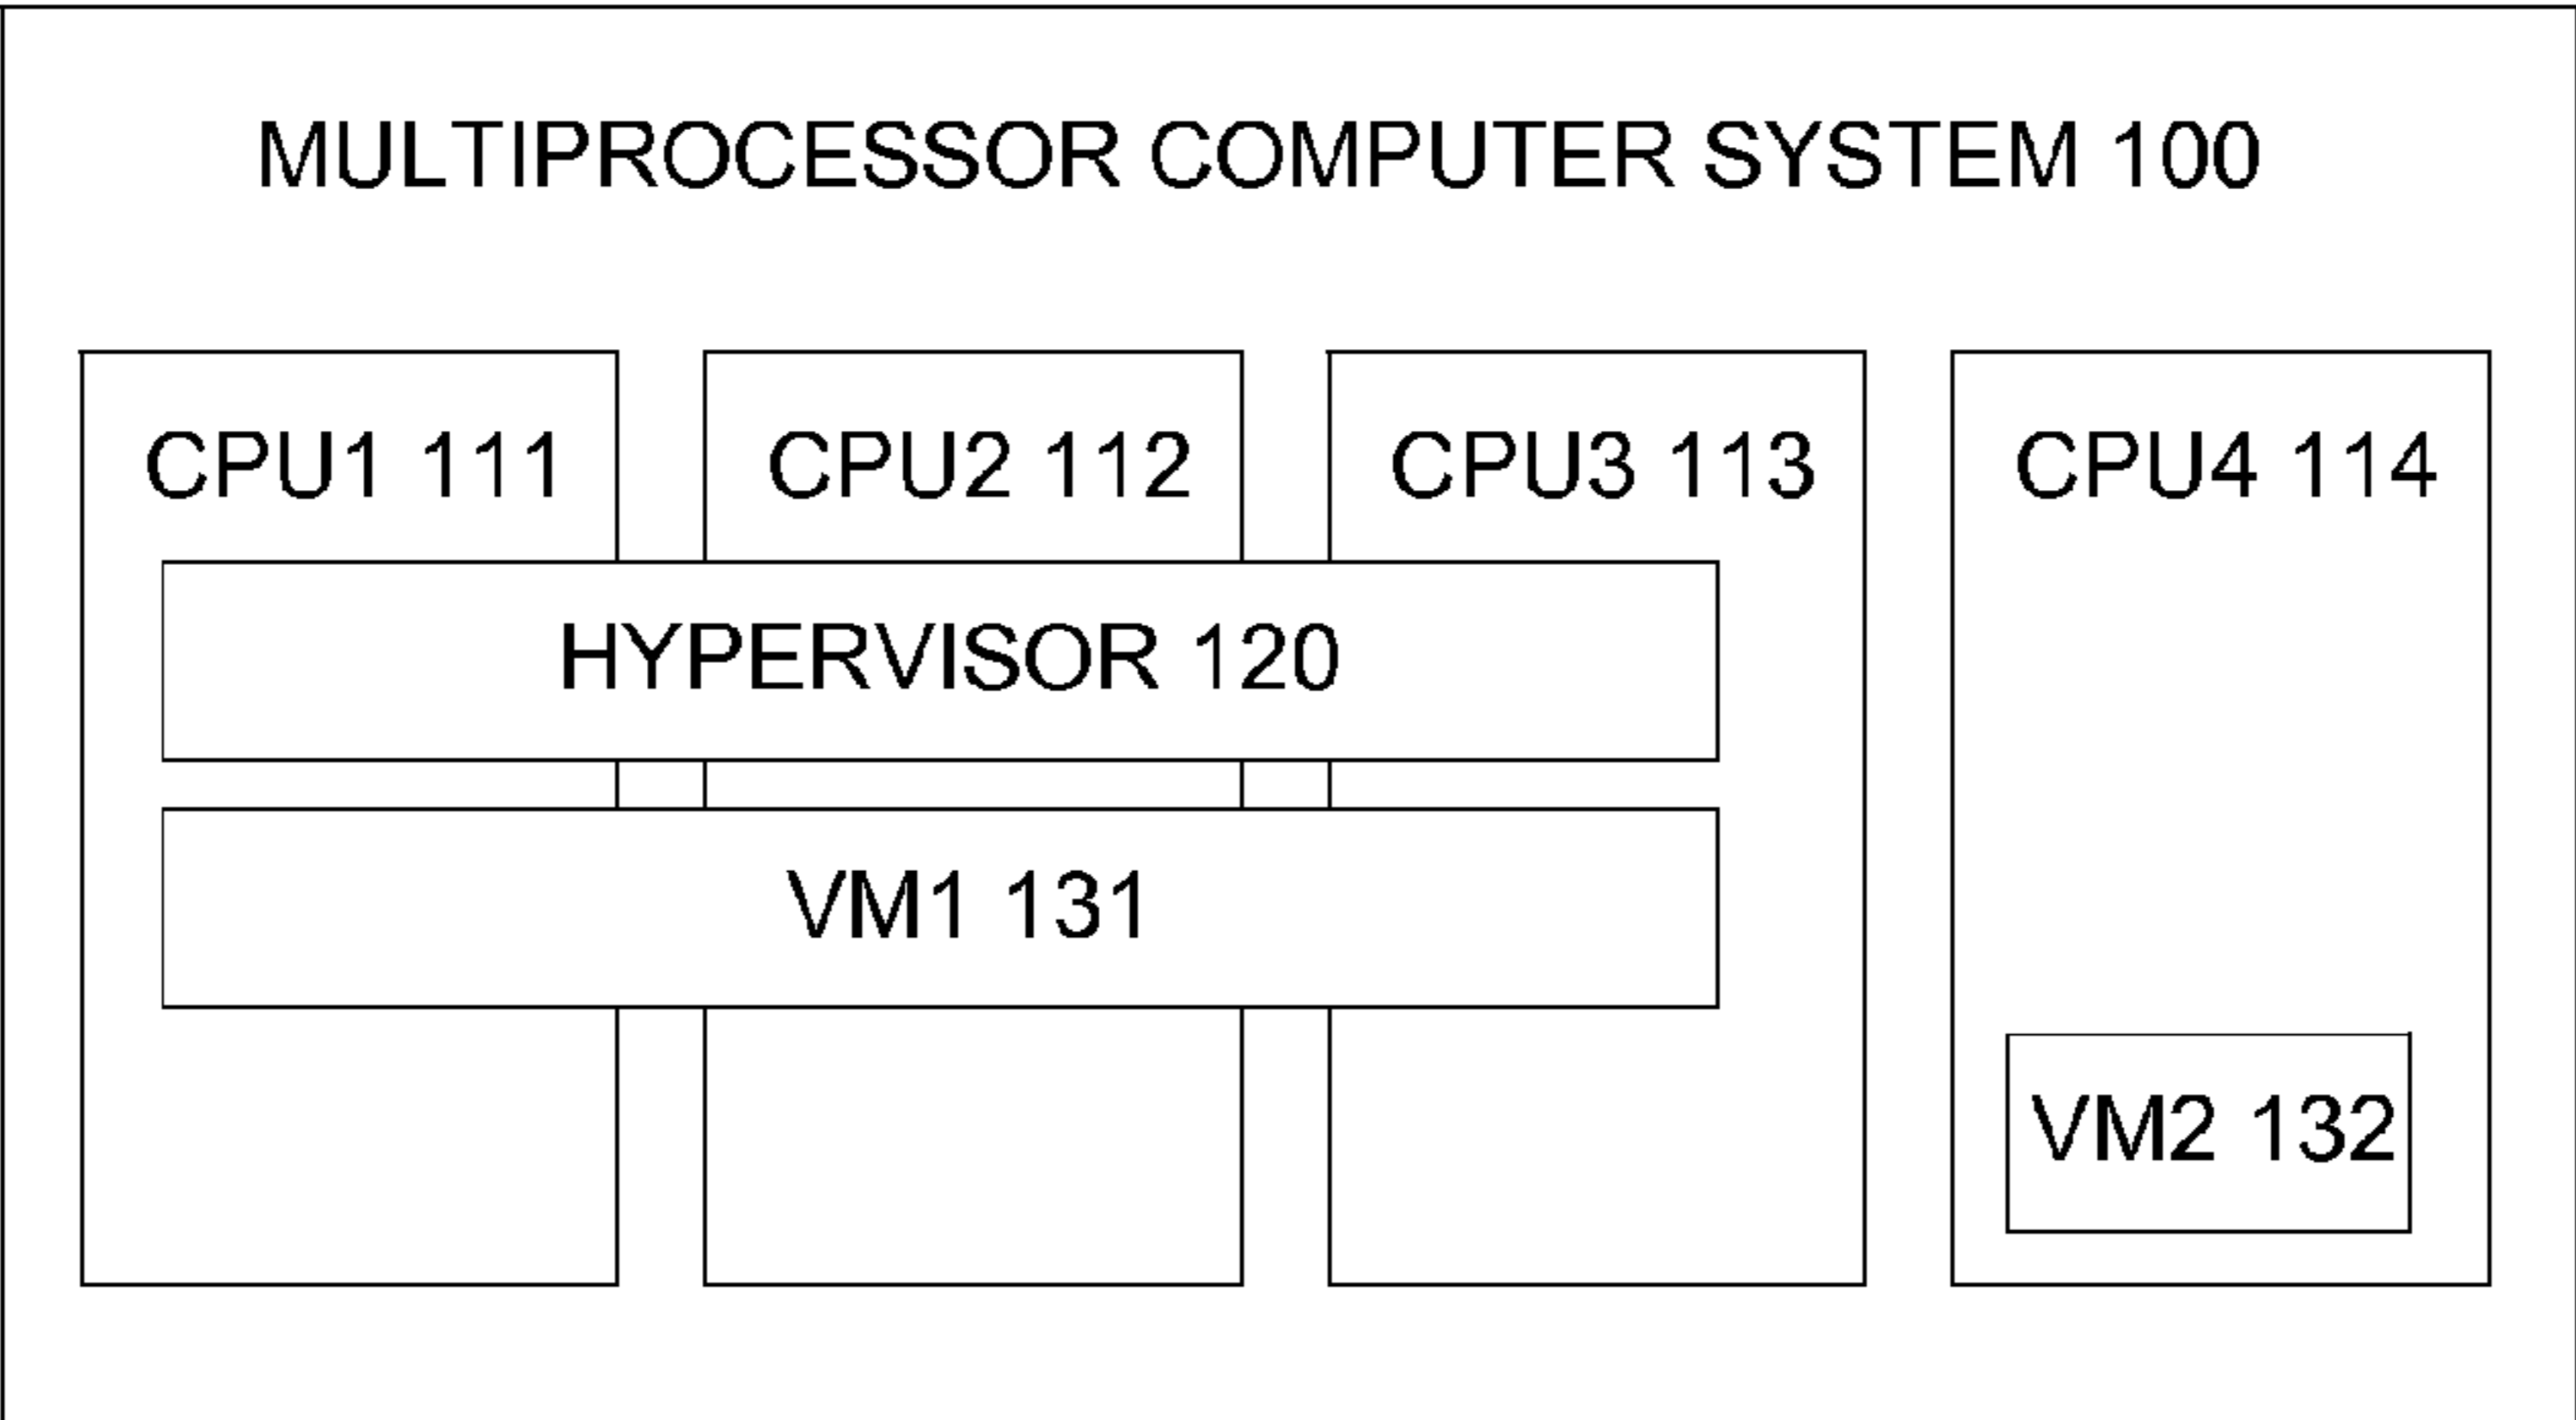 MULTIPROCESSOR COMPUTER SYSTEM 100
CPU1 111
CPU2 112
CPU3 113
CPU4 114
HYPERVISOR 120
VM1 131
VM2 132